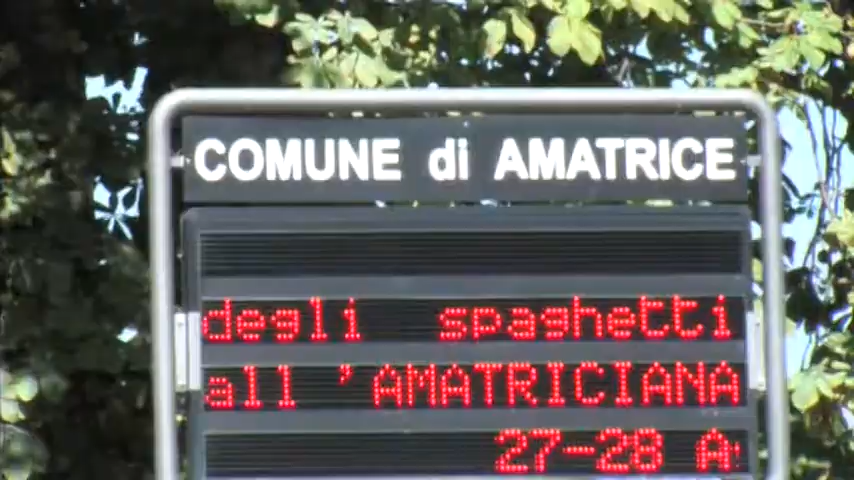 COMUNE di AMATRICE
degli spaghetti
all 'AMATRICIANA
27-28